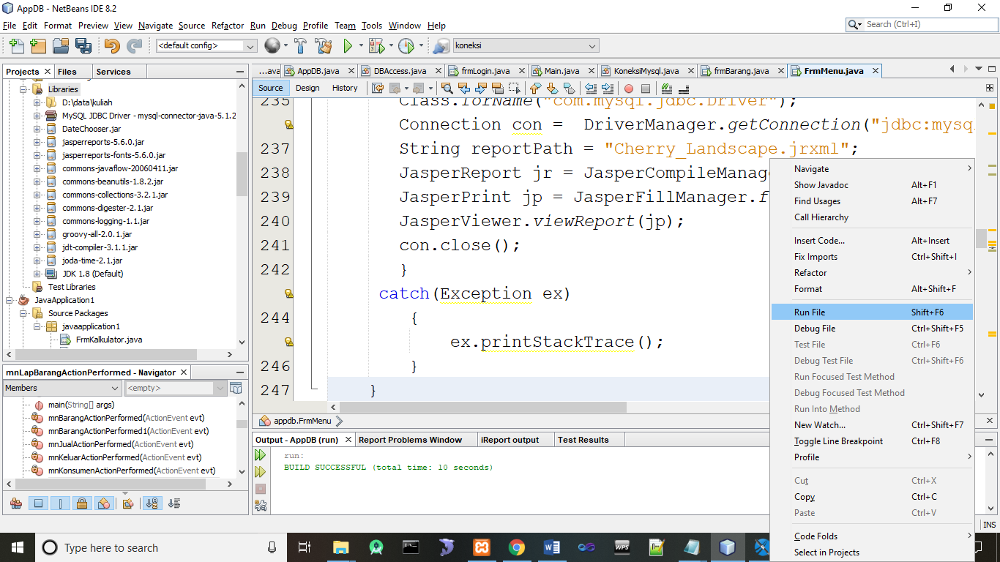 AppDB - NetBeans IDE 8.2
File Edit Format Preview View Navigate Source Refactor Run Debug Profile Team Tools Window Help
Search (Ctrl+I)
<default config>
koneksi
Projects Files Services
Libraries
D:\data\kuliah
MySQL JDBC Driver - mysql-connector-java-5.1.2
DateChooser.jar
jasperreports-5.6.0.jar
jasperreports-fonts-5.6.0.jar
commons-javaflow-20060411.jar
commons-beanutils-1.8.2.jar
commons-collections-3.2.1.jar
commons-digester-2.1.jar
commons-logging-1.1.jar
groovy-all-2.0.1.jar
jdt-compiler-3.1.1.jar
joda-time-2.1.jar
JDK 1.8 (Default)
Test Libraries
JavaApplication1
Source Packages
javaapplication1
FrmKalkulator.java
mnLapBarangActionPerformed - Navigator
Members <empty>
main(String[] args)
mnBarangActionPerformed(ActionEvent evt)
mnBarangActionPerformed1(ActionEvent evt)
mnJualActionPerformed(ActionEvent evt)
mnKeluarActionPerformed(ActionEvent evt)
mnKonsumenActionPerformed(ActionEvent evt)
...ava AppDB.java DBAccess.java frmLogin.java Main.java KoneksiMysql.java frmBarang.java FrmMenu.java
Source Design History
235 Class.forName("com.mysql.jdbc.Driver");
Connection con = DriverManager.getConnection("jdbc:mysql
237 String reportPath = "Cherry_Landscape.jrxml";
238 JasperReport jr = JasperCompileManage
239 JasperPrint jp = JasperFillManager.f
240 JasperViewer.viewReport(jp);
241 con.close();
242 }
catch(Exception ex)
244 {
ex.printStackTrace();
246 }
247 }
appdb.FrmMenu
Output - AppDB (run) Report Problems Window iReport output Test Results
run:
BUILD SUCCESSFUL (total time: 10 seconds)
Navigate
Show Javadoc Alt+F1
Find Usages Alt+F7
Call Hierarchy
Insert Code... Alt+Insert
Fix Imports Ctrl+Shift+I
Refactor
Format Alt+Shift+F
Run File Shift+F6
Debug File Ctrl+Shift+F5
Test File Ctrl+F6
Debug Test File Ctrl+Shift+F6
Run Focused Test Method
Debug Focused Test Method
Run Into Method
New Watch... Ctrl+Shift+F7
Toggle Line Breakpoint Ctrl+F8
Profile
Cut Ctrl+X
Copy Ctrl+C
Paste Ctrl+V
Code Folds
Select in Projects
INS
Type here to search
WPS